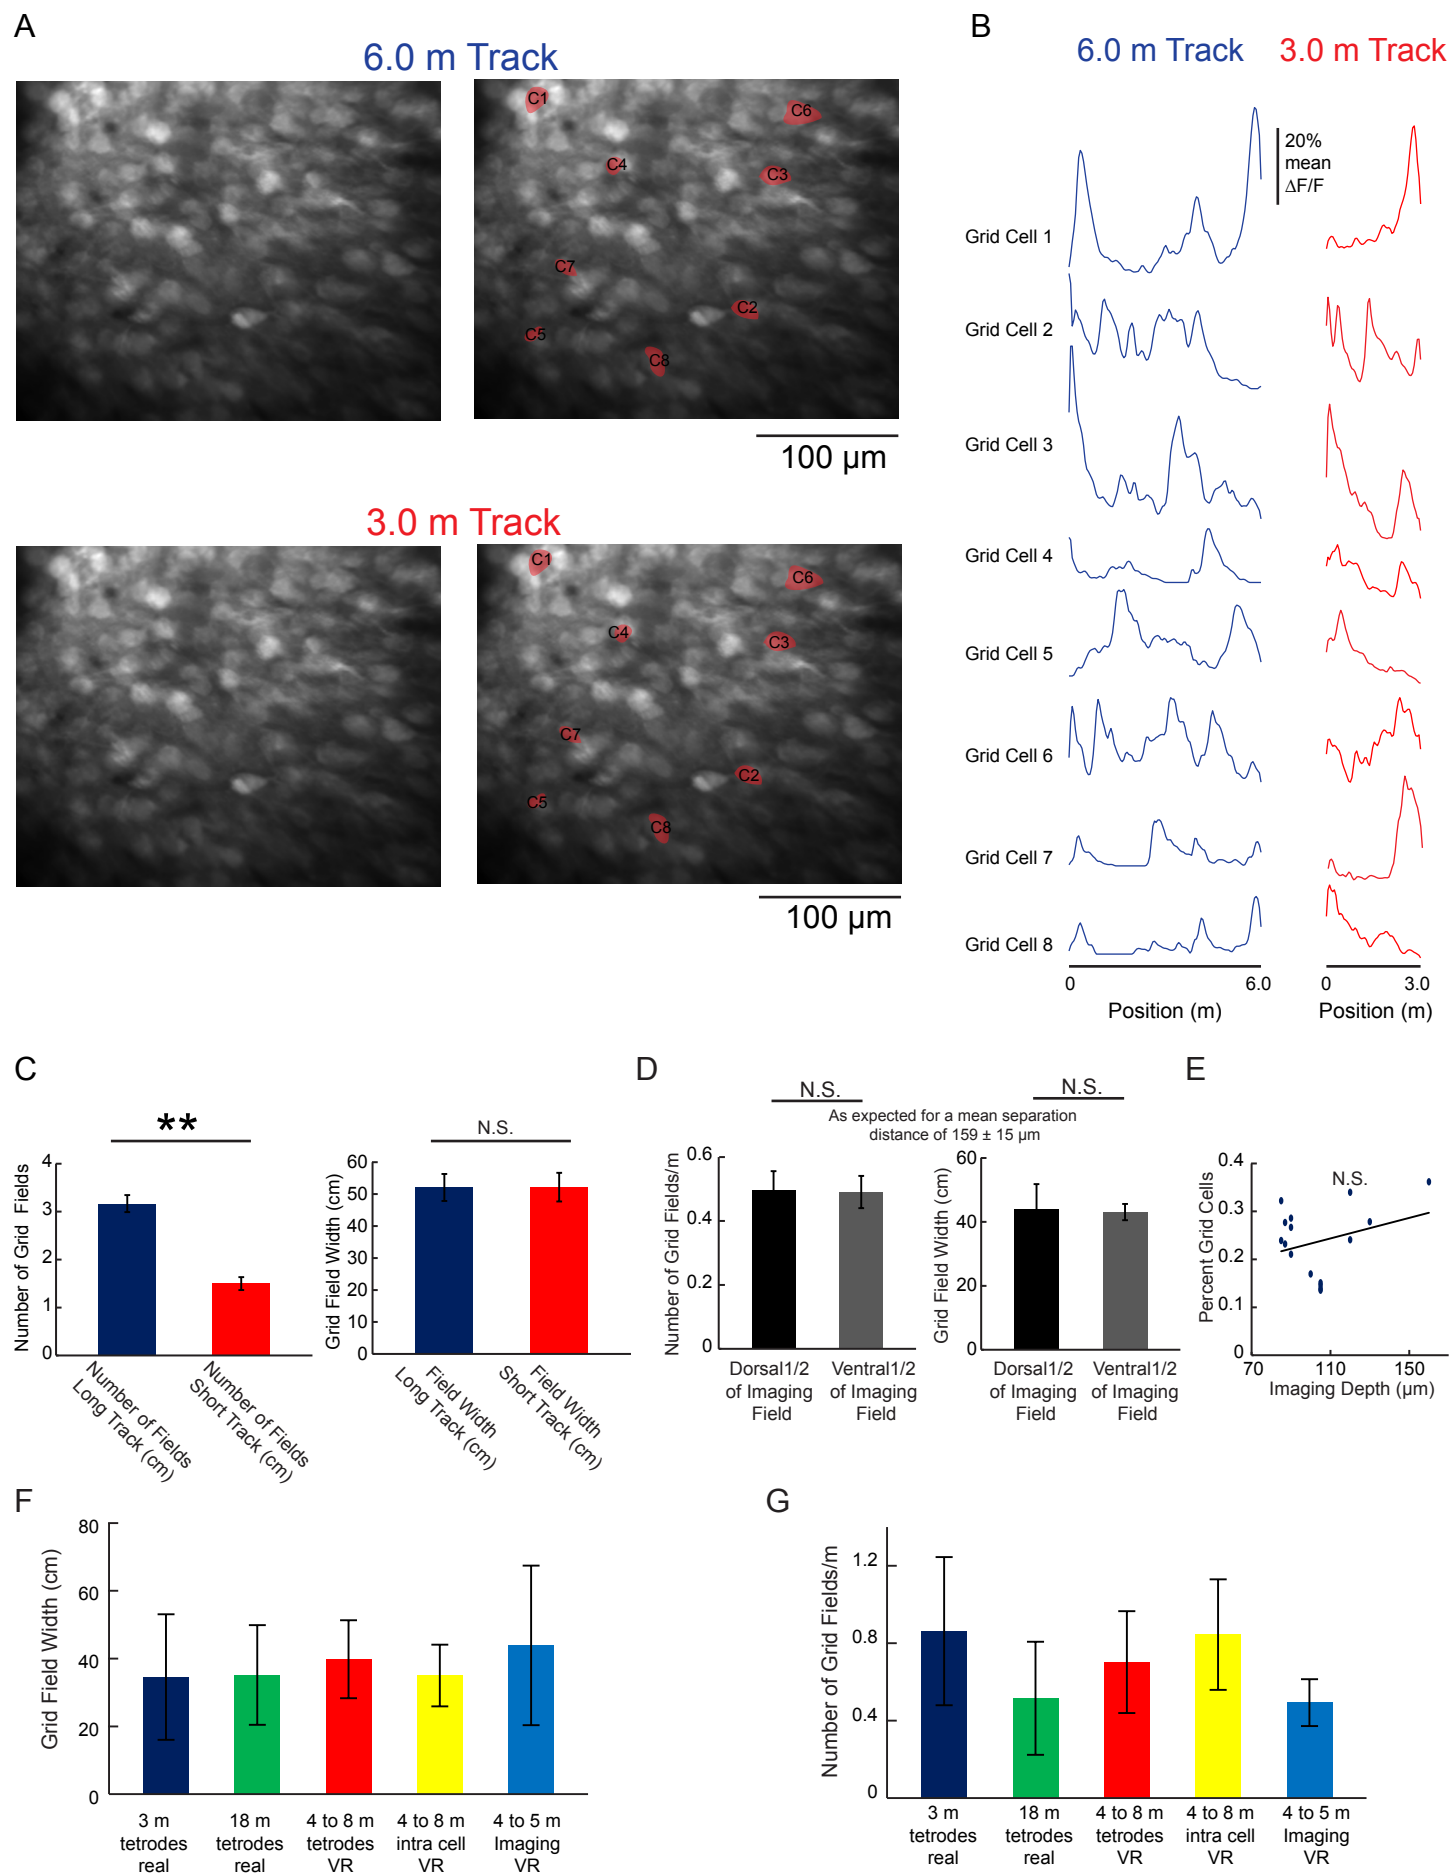 A
6.0 m Track
C1
C6
C4
C3
C7
C2
C5
C8
100 µm
3.0 m Track
C1
C6
C4
C3
C7
C2
C5
C8
100 µm
B
6.0 m Track
3.0 m Track
20%
mean
ΔF/F
Grid Cell 1
Grid Cell 2
Grid Cell 3
Grid Cell 4
Grid Cell 5
Grid Cell 6
Grid Cell 7
Grid Cell 8
0
6.0
0
3.0
Position (m)
Position (m)
C
**
Number of Grid Fields
4
3
2
1
0
Number of Fields
Long Track (cm)
Number of Fields
Short Track (cm)
N.S.
Grid Field Width (cm)
60
50
40
30
20
10
0
Field Width
Long Track (cm)
Field Width
Short Track (cm)
D
N.S.
N.S.
As expected for a mean separation
distance of 159 ± 15 µm
Number of Grid Fields/m
0.6
0.4
0.2
0
Dorsal1/2
of Imaging
Field
Ventral1/2
of Imaging
Field
Grid Field Width (cm)
60
40
20
0
Dorsal1/2
of Imaging
Field
Ventral1/2
of Imaging
Field
E
N.S.
Percent Grid Cells
0.4
0.3
0.2
0.1
0
70
110
150
Imaging Depth (µm)
F
Grid Field Width (cm)
80
60
40
20
0
3 m
tetrodes
real
18 m
tetrodes
real
4 to 8 m
tetrodes
VR
4 to 8 m
intra cell
VR
4 to 5 m
Imaging
VR
G
Number of Grid Fields/m
1.2
0.8
0.4
0
3 m
tetrodes
real
18 m
tetrodes
real
4 to 8 m
tetrodes
VR
4 to 8 m
intra cell
VR
4 to 5 m
Imaging
VR